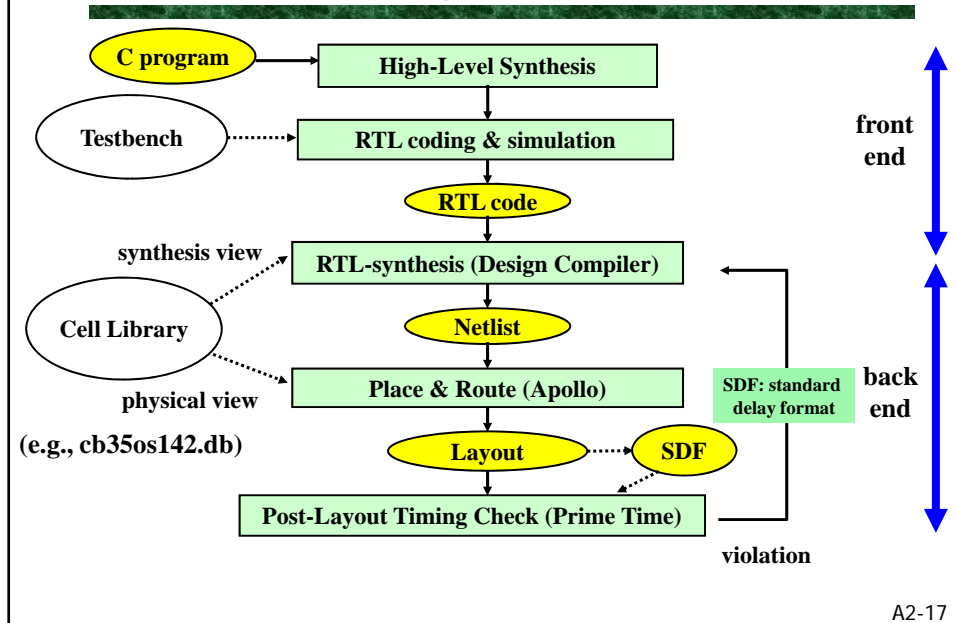 C program
High-Level Synthesis
Testbench
RTL coding & simulation
front
end
RTL code
synthesis view
RTL-synthesis (Design Compiler)
Cell Library
Netlist
physical view
Place & Route (Apollo)
SDF: standard
delay format
back
end
(e.g., cb35os142.db)
Layout
SDF
Post-Layout Timing Check (Prime Time)
violation
A2-17